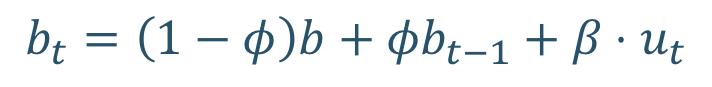 b_t = (1 − ϕ)b + ϕb_{t−1} + β · u_t